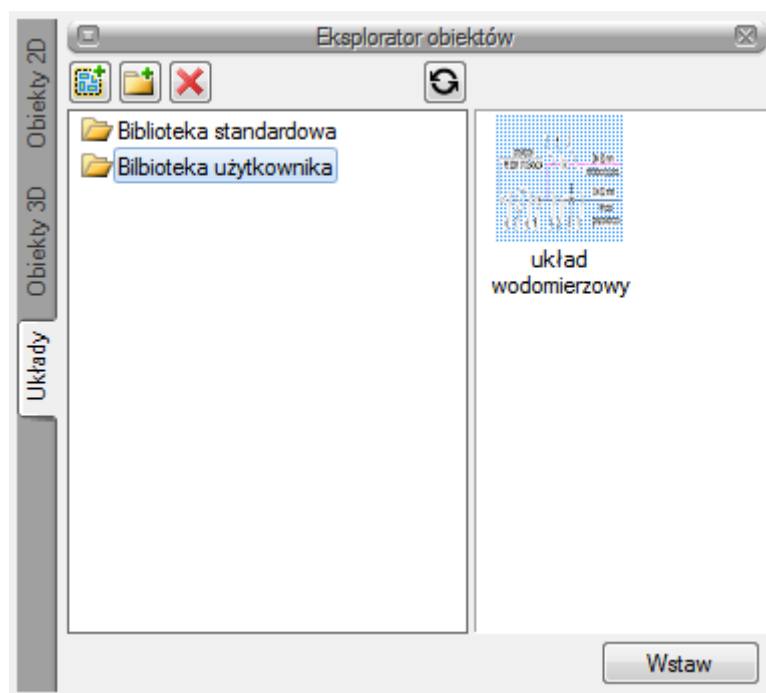 Eksplorator obiektów
Obiekty 2D
Obiekty 3D
Układy
Biblioteka standardowa
Bilbioteka użytkownika
układ
wodomierzowy
Wstaw